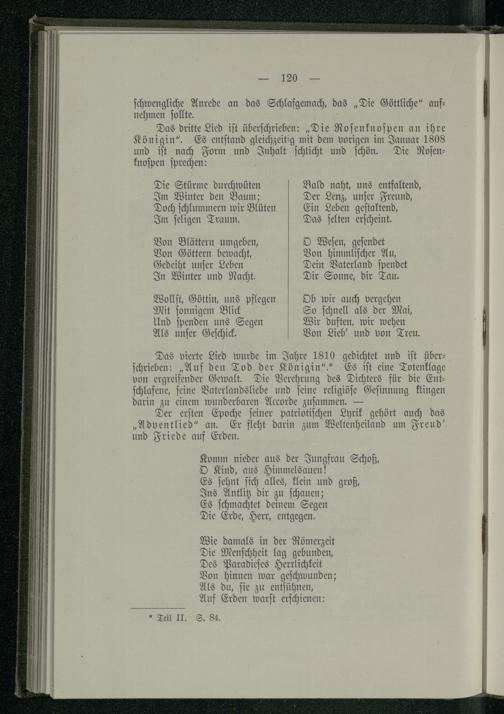 — 120 —
schwengliche Anrede an das Schlafgemach, das „Die Göttliche“ auf-
nehmen sollte.
Das dritte Lied ist überschrieben: „Die Rosenknospen an ihre
Königin“. Es entstand gleichzeitig mit dem vorigen im Januar 1808
und ist nach Form und Inhalt schlicht und schön. Die Rosen-
knospen sprechen:
Die Stürme durchwüten
Im Winter den Baum;
Doch schlummern wir Blüten
Im seligen Traum.
Von Blättern umgeben,
Von Göttern bewacht,
Gedeiht unser Leben
In Winter und Nacht.
Wollst, Göttin, uns pflegen
Mit sonnigem Blick
Und spenden uns Segen
Als unser Geschick.
Bald naht, uns entfaltend,
Der Lenz, unser Freund,
Ein Leben gestaltend,
Das selten erscheint.
O Wesen, gesendet
Von himmlischer Au,
Dein Vaterland spendet
Dir Sonne, dir Tau.
Ob wir auch vergehen
So schnell als der Mai,
Wir duften, wir wehen
Von Lieb' und von Treu.
Das vierte Lied wurde im Jahre 1810 gedichtet und ist über-
schrieben: „Auf den Tod der Königin“.* Es ist eine Totenklage
von ergreifender Gewalt. Die Verehrung des Dichters für die Ent-
schlafene, seine Vaterlandsliebe und seine religiöse Gesinnung klingen
darin zu einem wunderbaren Accorde zusammen. —
Der ersten Epoche seiner patriotischen Lyrik gehört auch das
„Adventlied“ an. Er fleht darin zum Weltenheiland um Freud'
und Friede auf Erden.
Komm nieder aus der Jungfrau Schoß,
O Kind, aus Himmelsauen!
Es sehnt sich alles, klein und groß,
Ins Antlitz dir zu schauen;
Es schmachtet deinem Segen
Die Erde, Herr, entgegen.
Wie damals in der Römerzeit
Die Menschheit lag gebunden,
Des Paradieses Herrlichkeit
Von hinnen war geschwunden;
Als du, sie zu entsühnen,
Auf Erden warst erschienen:
* Teil II. S. 84.